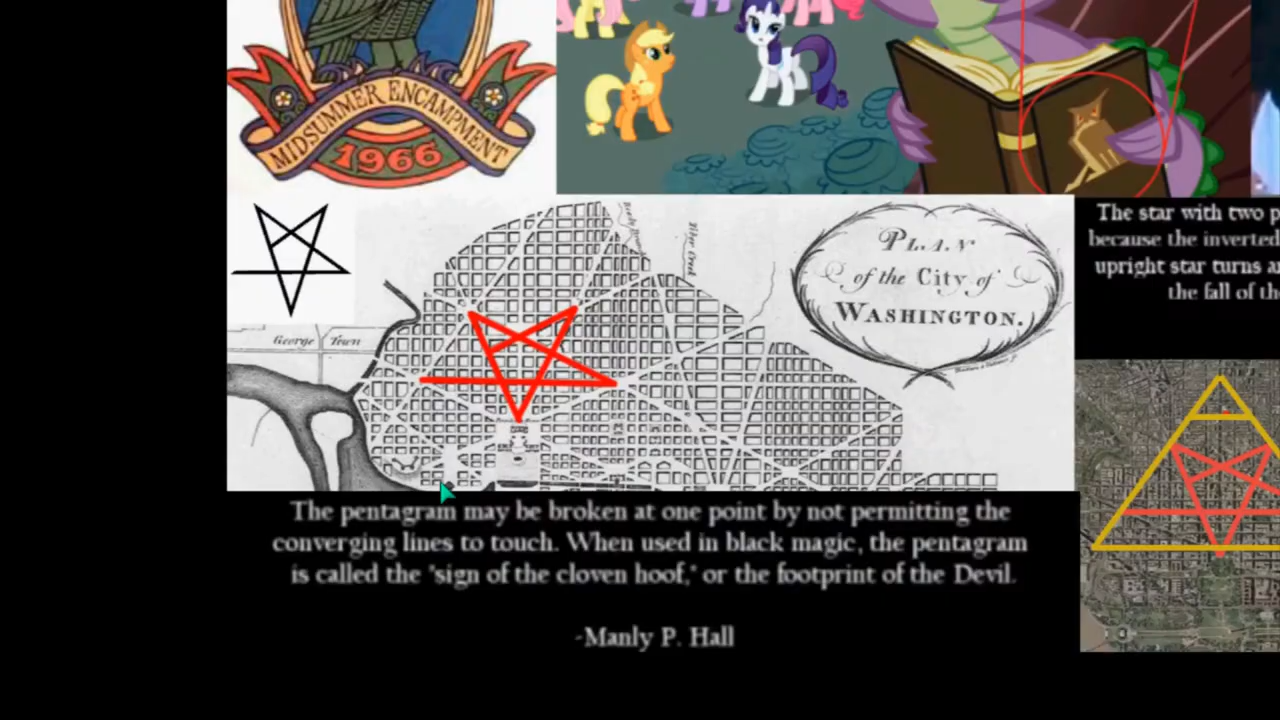 MIDSUMMER ENCAMPMENT
1966
PLAN
of the City of
WASHINGTON.
George Town
The star with two p
because the inverted
upright star turns a
the fall of th
The pentagram may be broken at one point by not permitting the
converging lines to touch. When used in black magic, the pentagram
is called the "sign of the cloven hoof," or the footprint of the Devil.
-Manly P. Hall